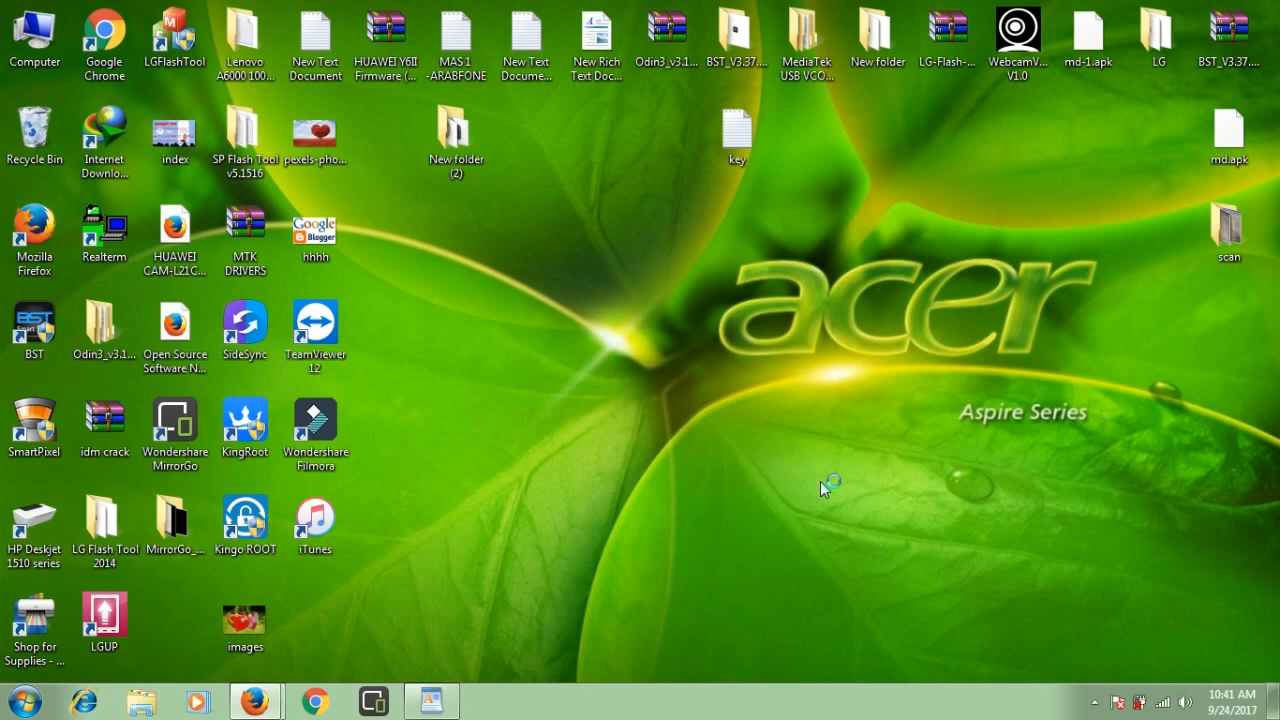 Computer
Google
Chrome
LGFlashTool
Lenovo
A6000 100...
New Text
Document
HUAWEI Y6II
Firmware (...
MAS 1
-ARABFONE
New Text
Docume...
New Rich
Text Doc...
Odin3_v3.1...
BST_V3.37....
MediaTek
USB VCO...
New folder
LG-Flash-...
WebcamV...
V1.0
md-1.apk
LG
BST_V3.37....
Recycle Bin
Internet
Downlo...
index
SP Flash Tool
v5.1516
pexels-pho...
New folder
(2)
key
md.apk
Mozilla
Firefox
Realterm
HUAWEI
CAM-L21C...
MTK
DRIVERS
Google
Blogger
hhhh
scan
acer
Aspire Series
BST
BST
Odin3_v3.1...
Open Source
Software N...
SideSync
TeamViewer
12
SmartPixel
idm crack
Wondershare
MirrorGo
KingRoot
Wondershare
Filmora
HP Deskjet
1510 series
LG Flash Tool
2014
MirrorGo_...
Kingo ROOT
iTunes
Shop for
Supplies - ...
LGUP
images
10:41 AM
9/24/2017